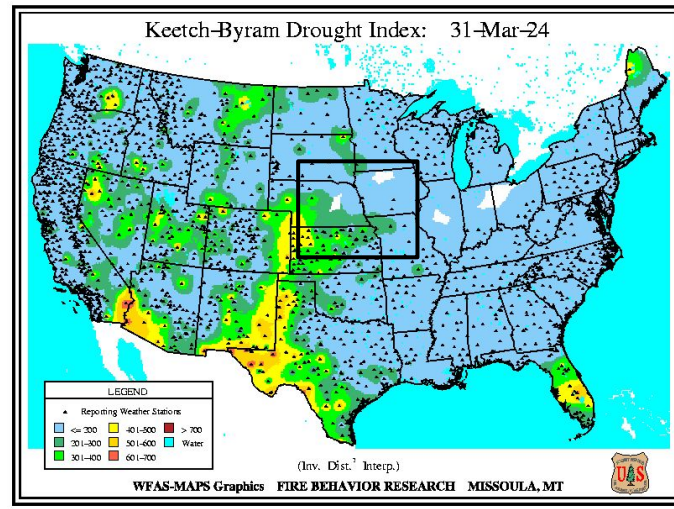 Keetch-Byram Drought Index: 31-Mar-24
LEGEND
Reporting Weather Stations
<= 200 401-500 > 700
201-300 501-600 Water
301-400 601-700
(Inv. Dist.² Interp.)
WFAS-MAPS Graphics FIRE BEHAVIOR RESEARCH MISSOULA, MT
U S